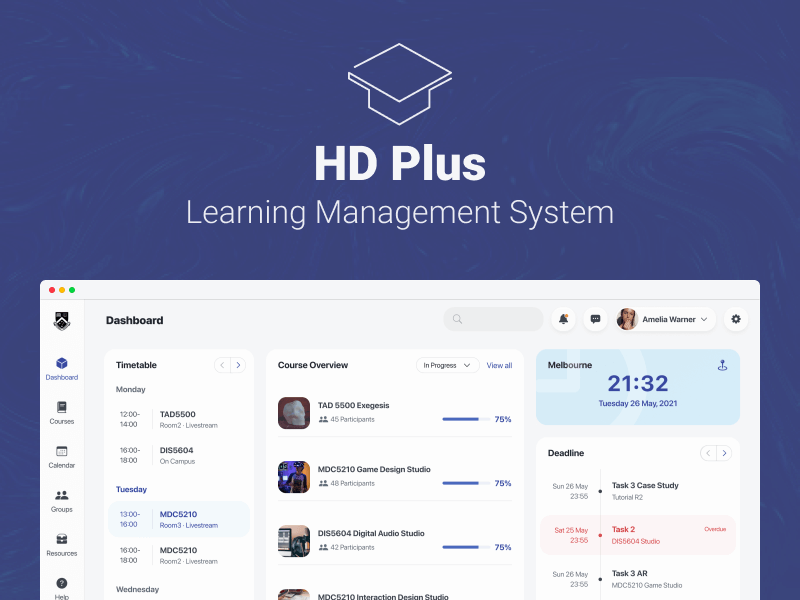 HD Plus
Learning Management System
Dashboard
Amelia Warner
Dashboard
Courses
Calendar
Groups
Resources
Help
Timetable
Monday
12:00-
14:00
TAD5500
Room2 · Livestream
16:00-
18:00
DIS5604
On Campus
Tuesday
13:00-
16:00
MDC5210
Room3 · Livestream
16:00-
18:00
MDC5210
Room2 · Livestream
Wednesday
Course Overview
In Progress
View all
TAD 5500 Exegesis
45 Participants
75%
MDC5210 Game Design Studio
48 Participants
75%
DIS5604 Digital Audio Studio
42 Participants
75%
MDC5210 Interaction Design Studio
Melbourne
21:32
Tuesday 26 May, 2021
Deadline
Sun 26 May
23:55
Task 3 Case Study
Tutorial R2
Sat 25 May
23:55
Task 2
DIS5604 Studio
Overdue
Sun 26 May
23:55
Task 3 AR
MDC5210 Game Studio